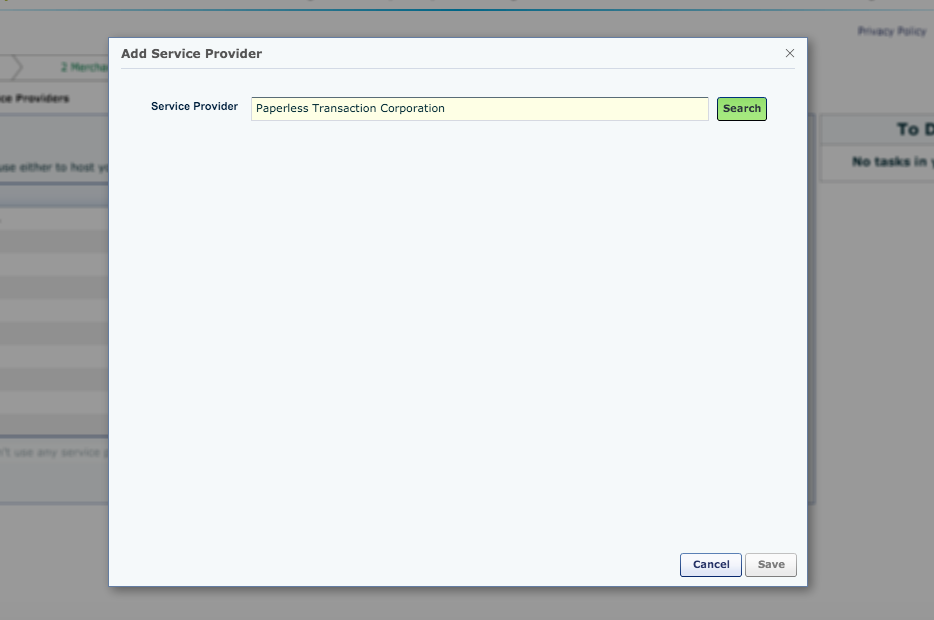 Privacy Policy
Add Service Provider
2 Mercha
ce Providers
Service Provider
Paperless Transaction Corporation
Search
To D
No tasks in y
use either to host yo
n't use any service p
Cancel
Save